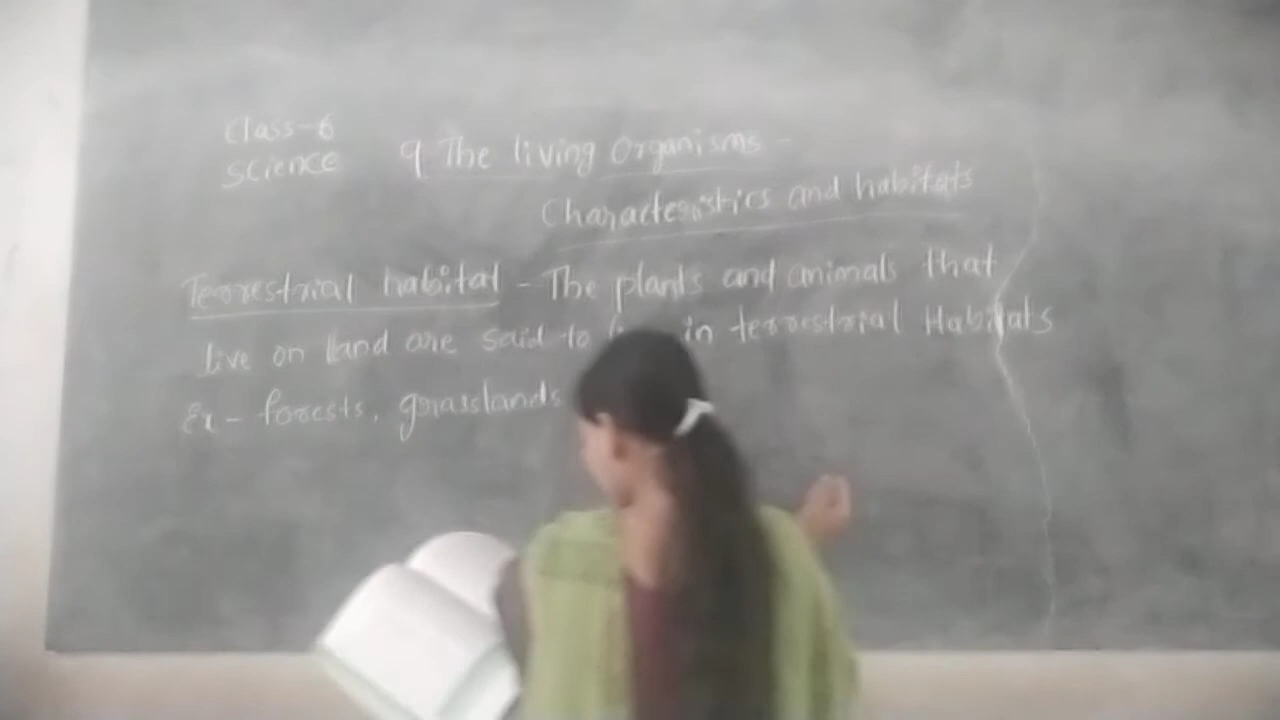 Class-6
Science
9 The living Organisms -
Characteristics and habitats
Terrestrial habitat - The plants and animals that
live on land are said to in terrestrial Habitats
Ex - forests, grasslands